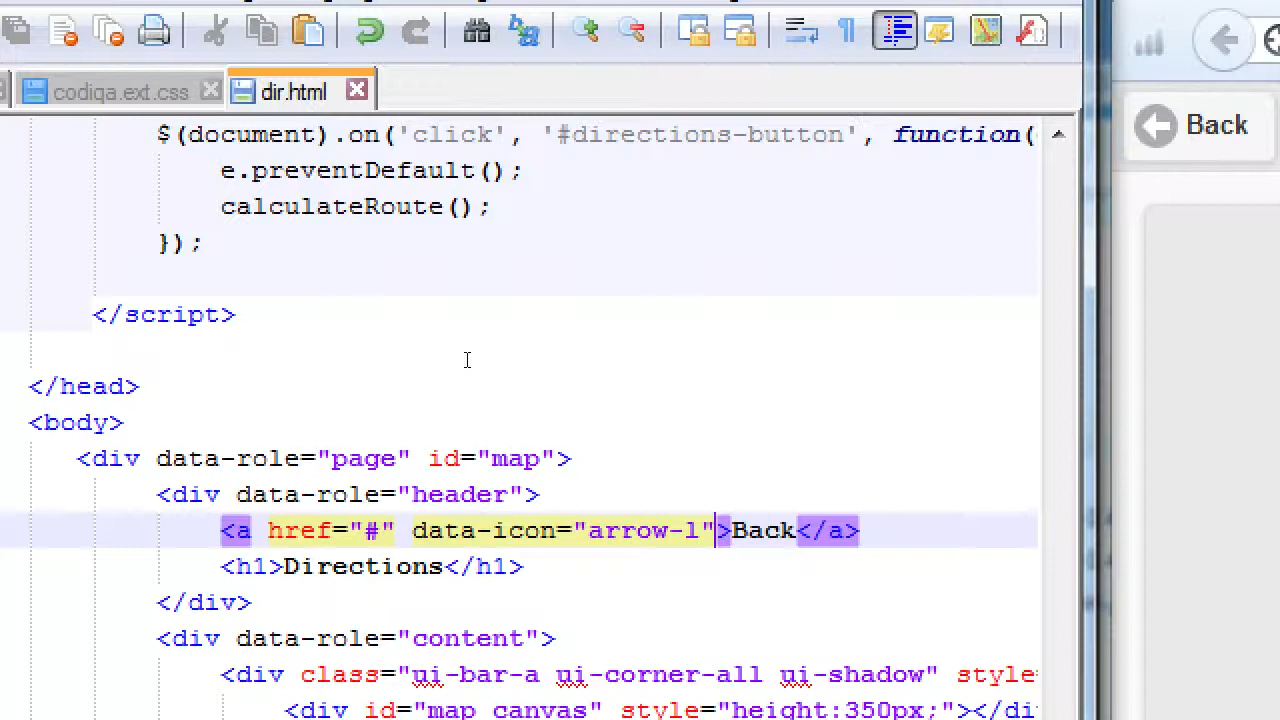 codiqa.ext.css dir.html
$(document).on('click', '#directions-button', function(
e.preventDefault();
calculateRoute();
});
</script>
</head>
<body>
<div data-role="page" id="map">
<div data-role="header">
<a href="#" data-icon="arrow-l">Back</a>
<h1>Directions</h1>
</div>
<div data-role="content">
<div class="ui-bar-a ui-corner-all ui-shadow" style
<div id="map_canvas" style="height:350px;"></di
Back